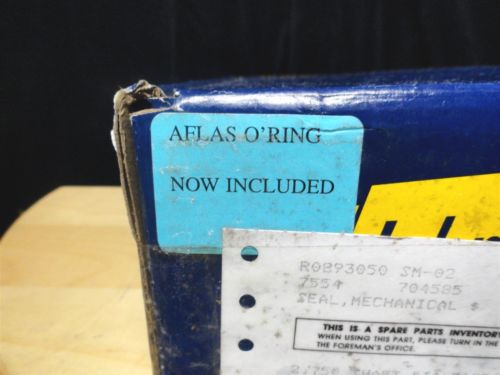 AFLAS O'RING
NOW INCLUDED
R0893050 SM-02
7554 704585
SEAL, MECHANICAL $
THIS IS A SPARE PARTS INVENTORY
WHEN USING THIS PART, PLEASE TURN IN THE
THE FOREMAN'S OFFICE.